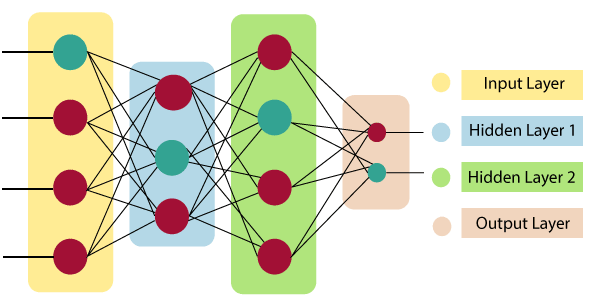 Input Layer
Hidden Layer 1
Hidden Layer 2
Output Layer